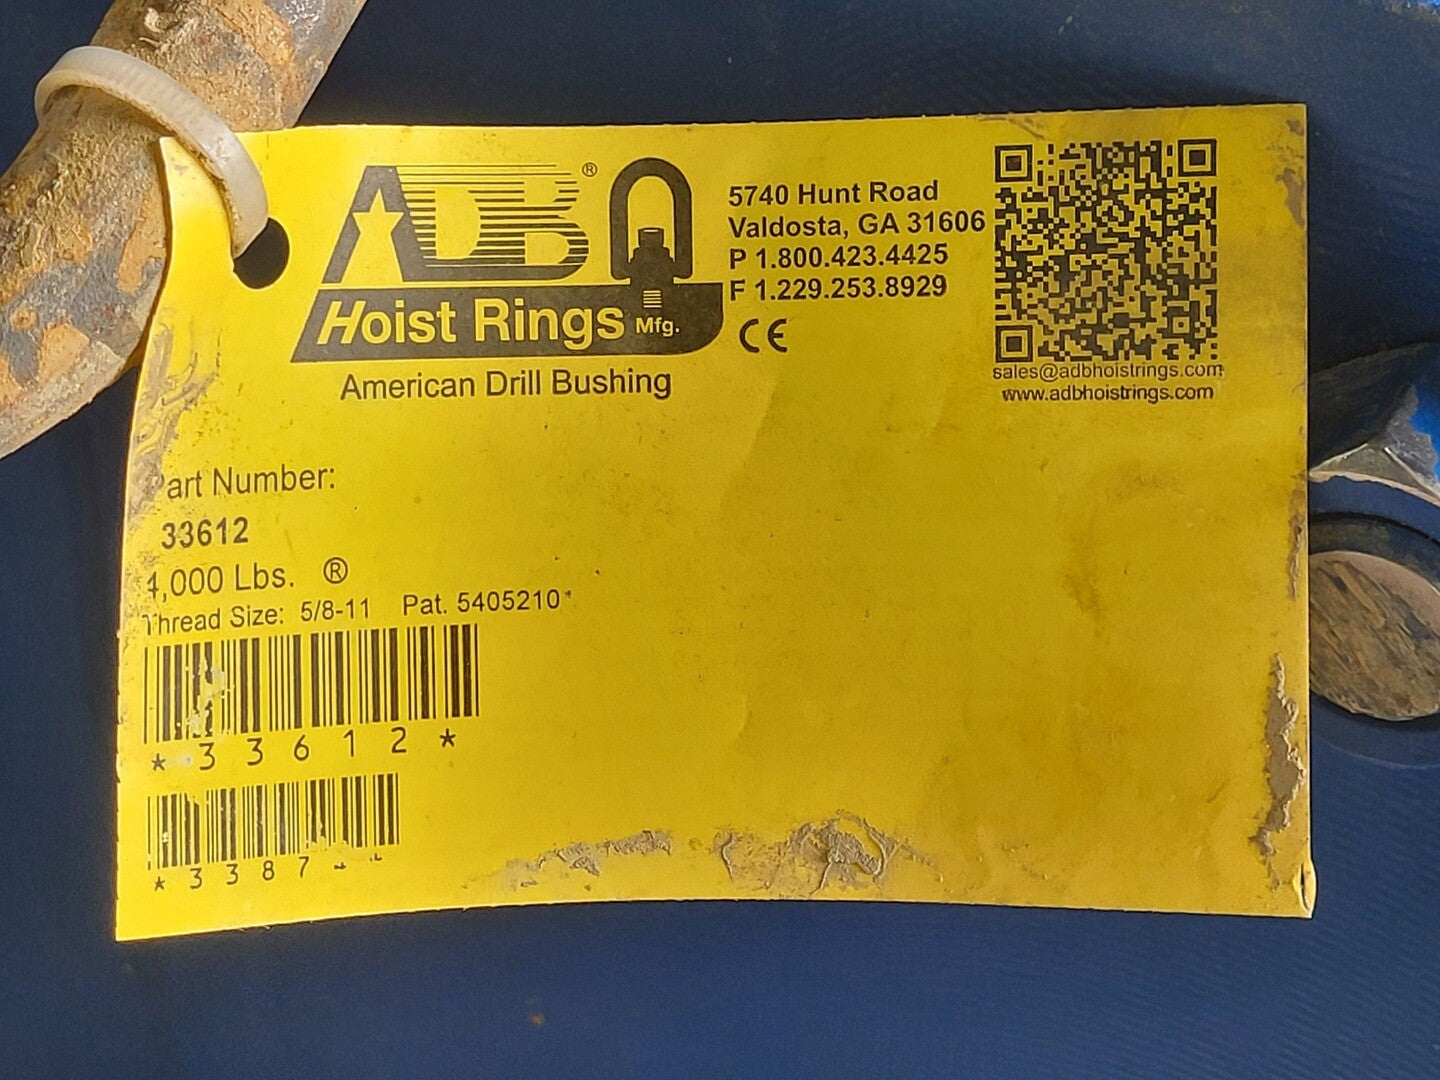 ADB®
Hoist Rings Mfg.
American Drill Bushing
5740 Hunt Road
Valdosta, GA 31606
P 1.800.423.4425
F 1.229.253.8929
CE
sales@adbhoistrings.com
www.adbhoistrings.com
Part Number:
33612
4,000 Lbs. ®
Thread Size: 5/8-11 Pat. 5405210*
*33612*
*3387